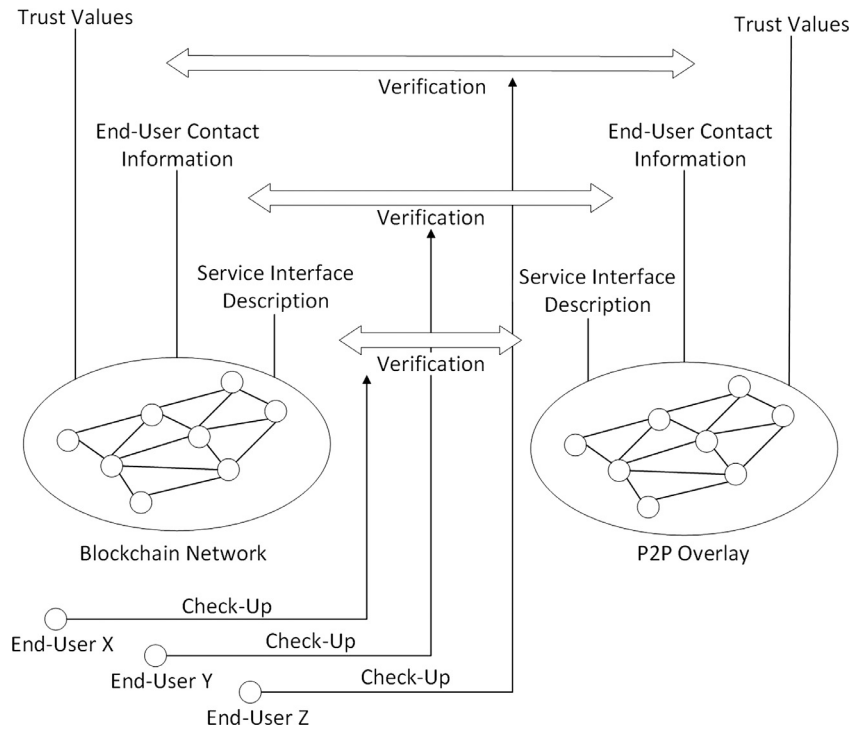 Trust Values
Trust Values
Verification
End-User Contact
Information
End-User Contact
Information
Verification
Service Interface
Description
Service Interface
Description
Verification
Blockchain Network
P2P Overlay
Check-Up
End-User X
Check-Up
End-User Y
Check-Up
End-User Z